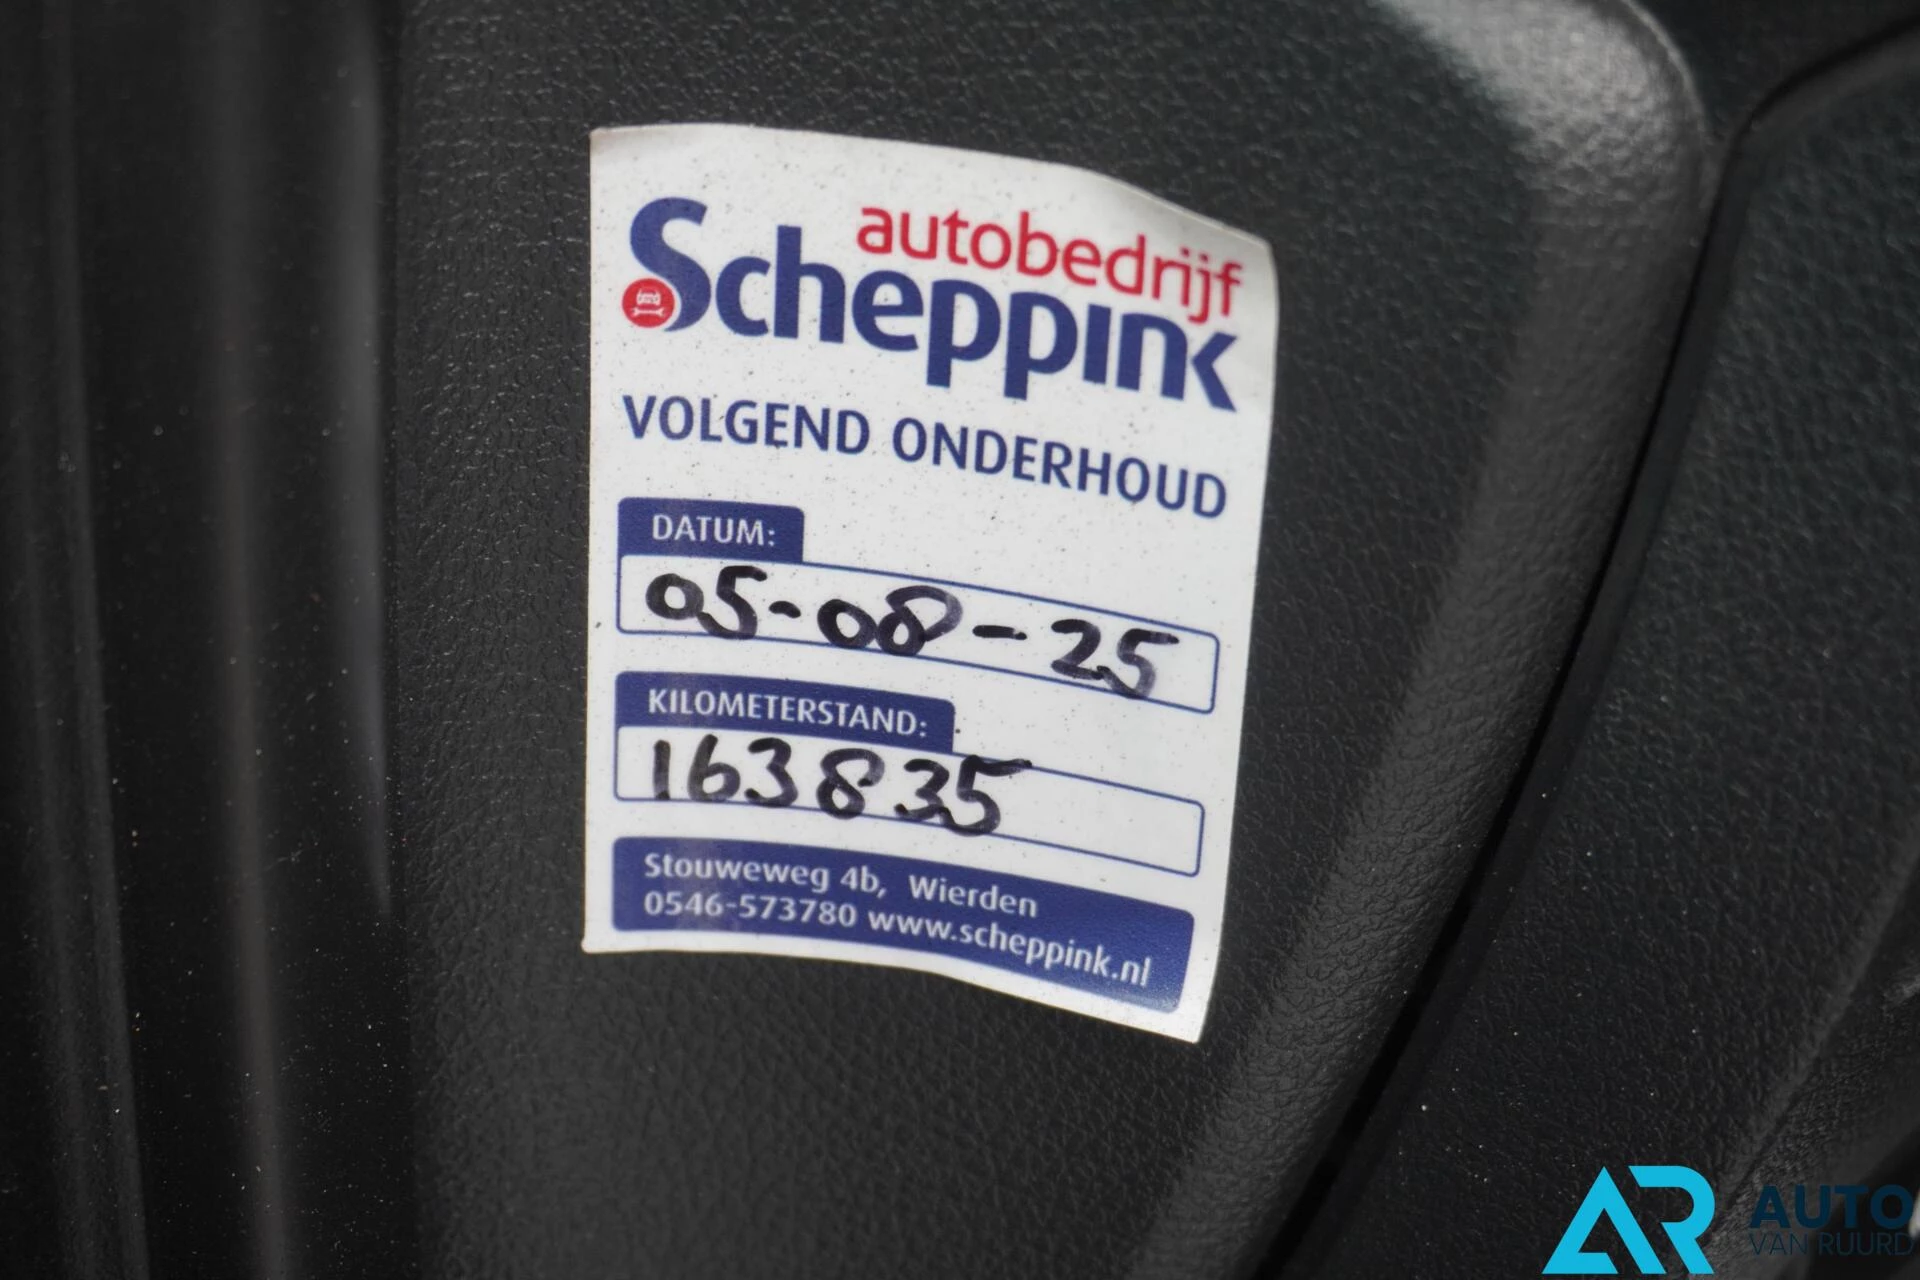 autobedrijf
Scheppink
VOLGEND ONDERHOUD
DATUM:
05-08-25
KILOMETERSTAND:
163835
Stouweweg 4b, Wierden
0546-573780 www.scheppink.nl
AR AUTO
VAN RUURD